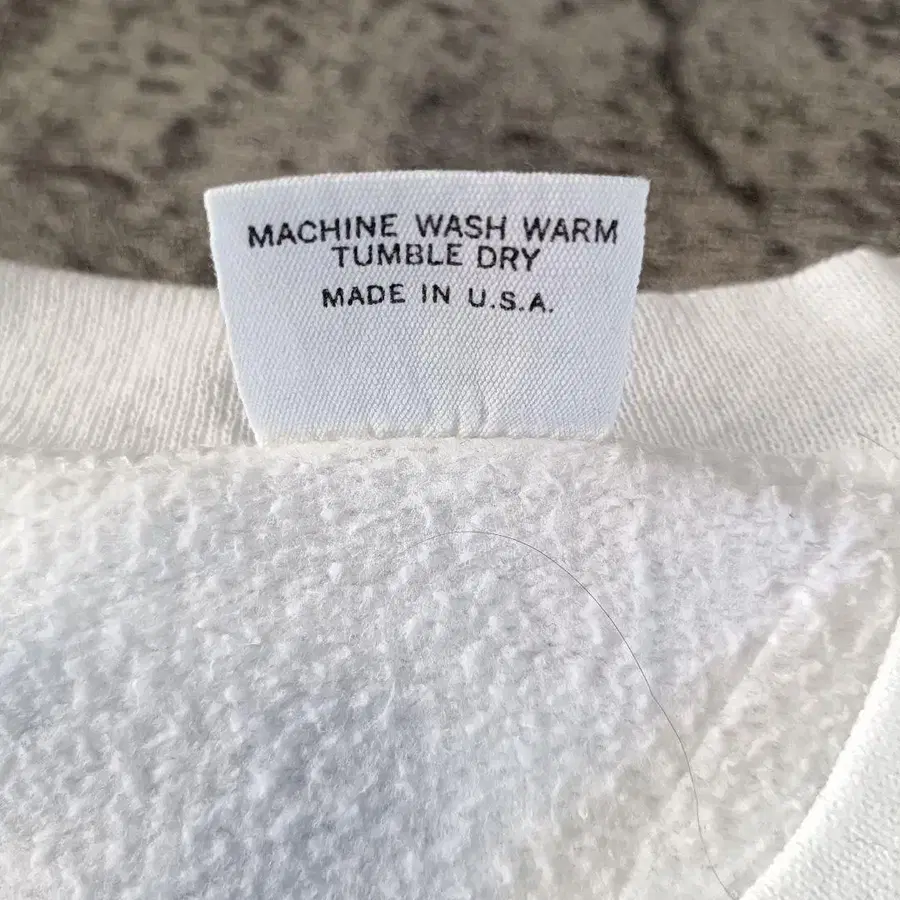 MACHINE WASH WARM
TUMBLE DRY
MADE IN U.S.A.